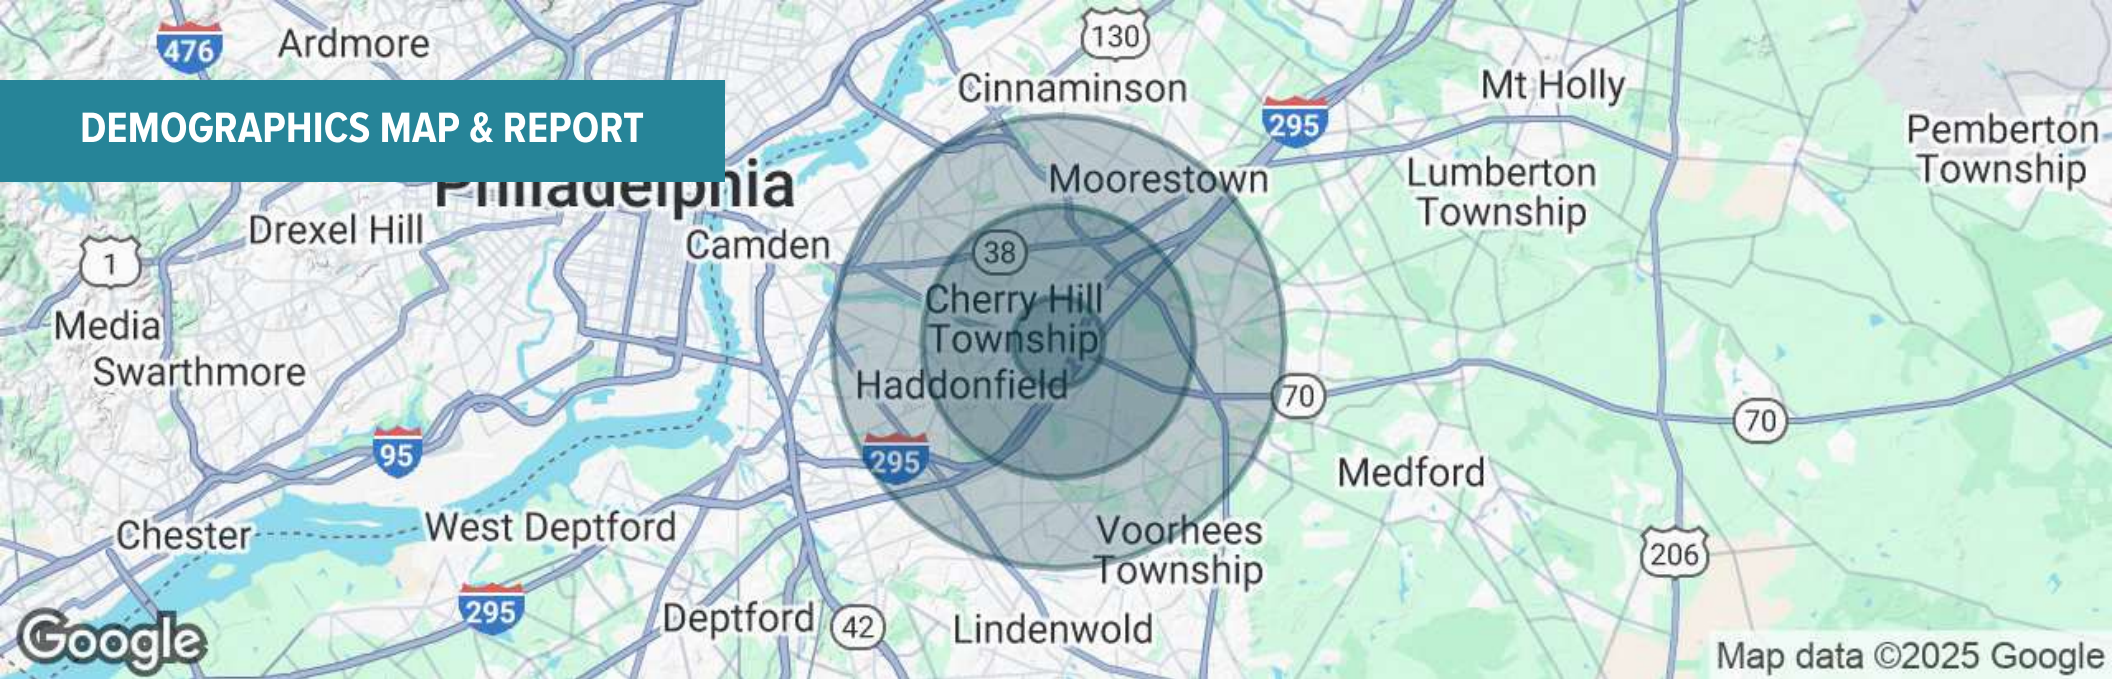 476
Ardmore
130
Cinnaminson
Mt Holly
295
DEMOGRAPHICS MAP & REPORT
Pemberton
Township
Philadelphia
Moorestown
Lumberton
Township
Drexel Hill
Camden
1
38
Cherry Hill
Township
Media
Swarthmore
Haddonfield
70
70
95
295
Medford
Chester
West Deptford
Voorhees
Township
206
295
Deptford
42
Lindenwold
Google
Map data ©2025 Google